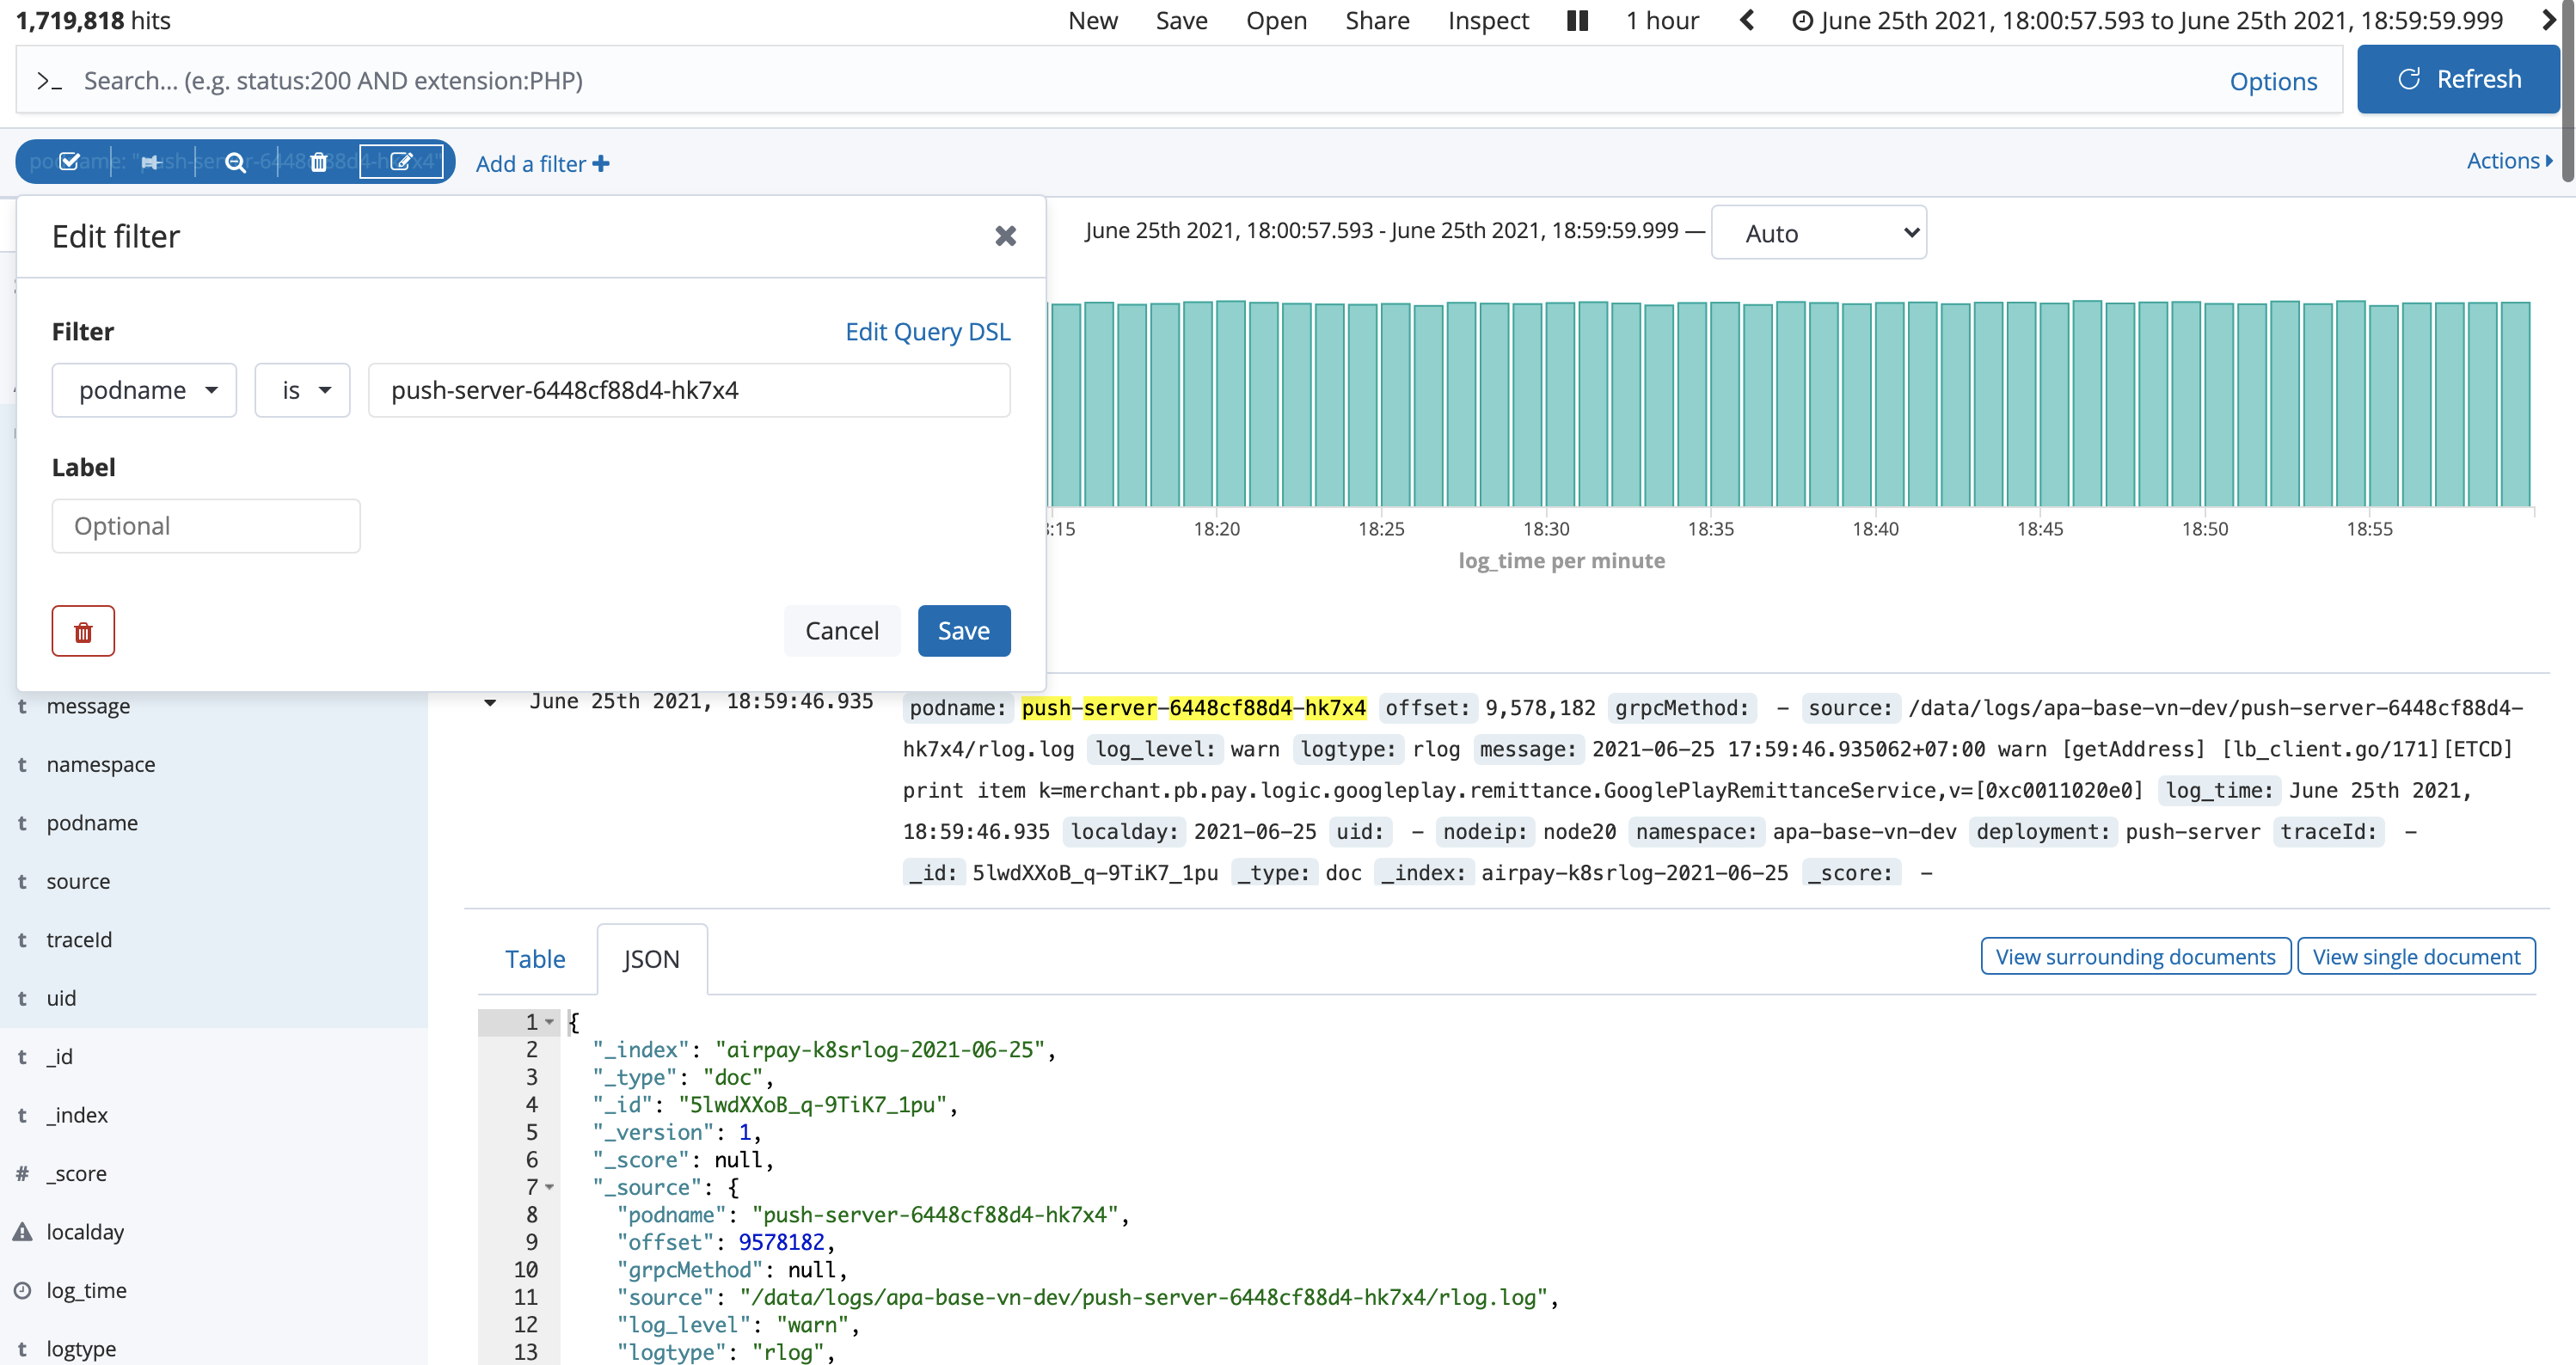 1,719,818 hits
New Save Open Share Inspect 1 hour June 25th 2021, 18:00:57.593 to June 25th 2021, 18:59:59.999
>_ Search... (e.g. status:200 AND extension:PHP)
Options
Refresh
Add a filter
Actions
Edit filter
Filter
Edit Query DSL
podname
is
push-server-6448cf88d4-hk7x4
Label
Optional
Cancel
Save
June 25th 2021, 18:00:57.593 - June 25th 2021, 18:59:59.999 —
Auto
:15 18:20 18:25 18:30 18:35 18:40 18:45 18:50 18:55
log_time per minute
t message
t namespace
t podname
t source
t traceId
t uid
t _id
t _index
# _score
localday
log_time
t logtype
June 25th 2021, 18:59:46.935
podname: push-server-6448cf88d4-hk7x4 offset: 9,578,182 grpcMethod: - source: /data/logs/apa-base-vn-dev/push-server-6448cf88d4-
hk7x4/rlog.log log_level: warn logtype: rlog message: 2021-06-25 17:59:46.935062+07:00 warn [getAddress] [lb_client.go/171][ETCD]
print item k=merchant.pb.pay.logic.googleplay.remittance.GooglePlayRemittanceService,v=[0xc0011020e0] log_time: June 25th 2021,
18:59:46.935 localday: 2021-06-25 uid: - nodeip: node20 namespace: apa-base-vn-dev deployment: push-server traceId: -
_id: 5lwdXXoB_q-9TiK7_1pu _type: doc _index: airpay-k8srlog-2021-06-25 _score: -
Table
JSON
View surrounding documents
View single document
1 {
2 "_index": "airpay-k8srlog-2021-06-25",
3 "_type": "doc",
4 "_id": "5lwdXXoB_q-9TiK7_1pu",
5 "_version": 1,
6 "_score": null,
7 "_source": {
8 "podname": "push-server-6448cf88d4-hk7x4",
9 "offset": 9578182,
10 "grpcMethod": null,
11 "source": "/data/logs/apa-base-vn-dev/push-server-6448cf88d4-hk7x4/rlog.log",
12 "log_level": "warn",
13 "logtype": "rlog",